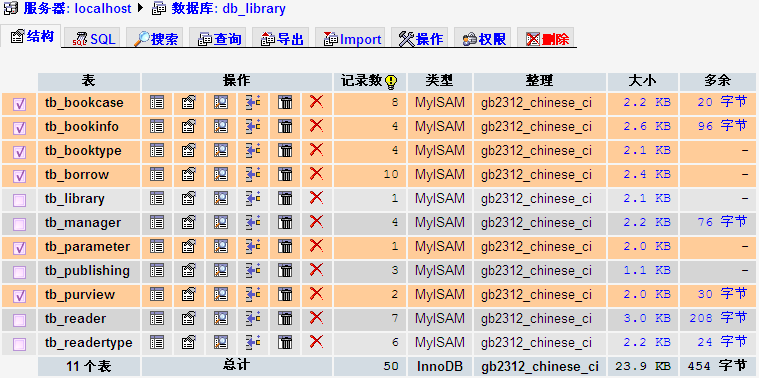 服务器: localhost 数据库: db_library
结构 SQL 搜索 查询 导出 Import 操作 权限 删除
表 操作 记录数 类型 整理 大小 多余
tb_bookcase 8 MyISAM gb2312_chinese_ci 2.2 KB 20 字节
tb_bookinfo 4 MyISAM gb2312_chinese_ci 2.6 KB 96 字节
tb_booktype 4 MyISAM gb2312_chinese_ci 2.1 KB -
tb_borrow 10 MyISAM gb2312_chinese_ci 2.4 KB -
tb_library 1 MyISAM gb2312_chinese_ci 2.1 KB -
tb_manager 4 MyISAM gb2312_chinese_ci 2.2 KB 76 字节
tb_parameter 1 MyISAM gb2312_chinese_ci 2.0 KB -
tb_publishing 3 MyISAM gb2312_chinese_ci 1.1 KB -
tb_purview 2 MyISAM gb2312_chinese_ci 2.0 KB 30 字节
tb_reader 7 MyISAM gb2312_chinese_ci 3.0 KB 208 字节
tb_readertype 6 MyISAM gb2312_chinese_ci 2.2 KB 24 字节
11 个表 总计 50 InnoDB gb2312_chinese_ci 23.9 KB 454 字节